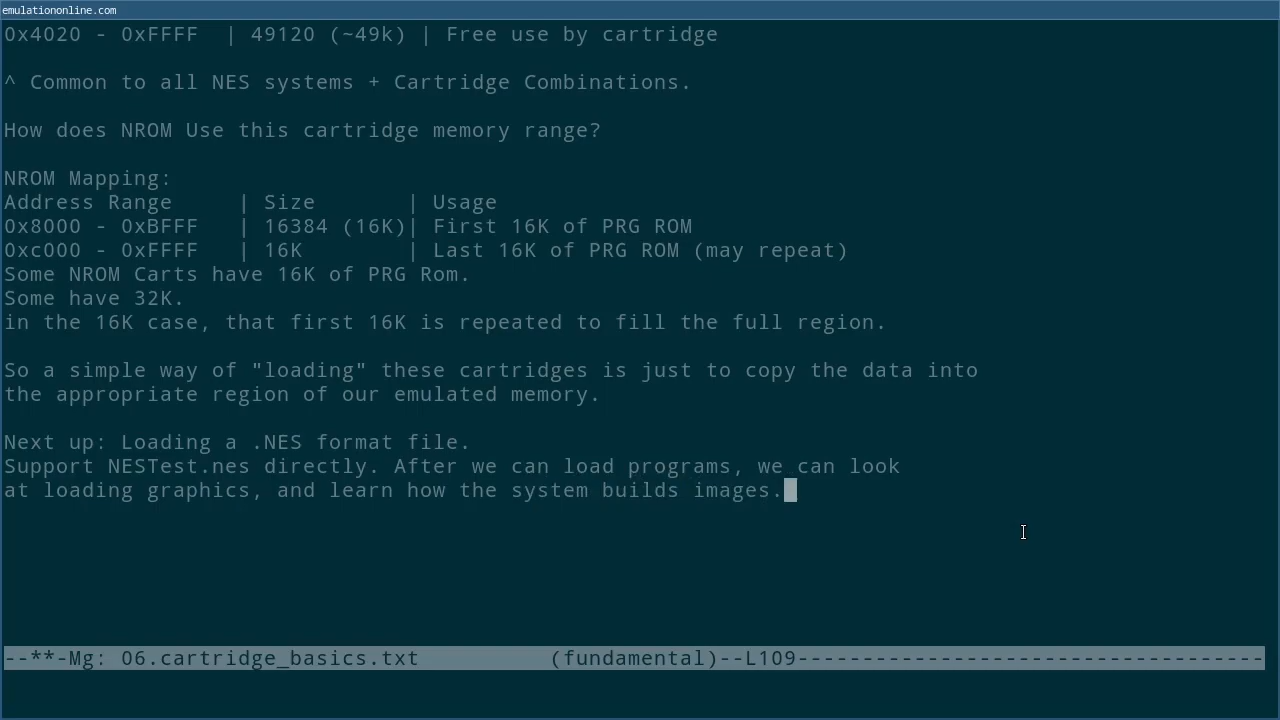 emulationonline.com
0x4020 - 0xFFFF  | 49120 (~49k) | Free use by cartridge
^ Common to all NES systems + Cartridge Combinations.
How does NROM Use this cartridge memory range?
NROM Mapping:
Address Range     | Size       | Usage
0x8000 - 0xBFFF   | 16384 (16K)| First 16K of PRG ROM
0xc000 - 0xFFFF   | 16K        | Last 16K of PRG ROM (may repeat)
Some NROM Carts have 16K of PRG Rom.
Some have 32K.
in the 16K case, that first 16K is repeated to fill the full region.
So a simple way of "loading" these cartridges is just to copy the data into
the appropriate region of our emulated memory.
Next up: Loading a .NES format file.
Support NESTest.nes directly. After we can load programs, we can look
at loading graphics, and learn how the system builds images.
--**-Mg: 06.cartridge_basics.txt          (fundamental)--L109------------------------------------